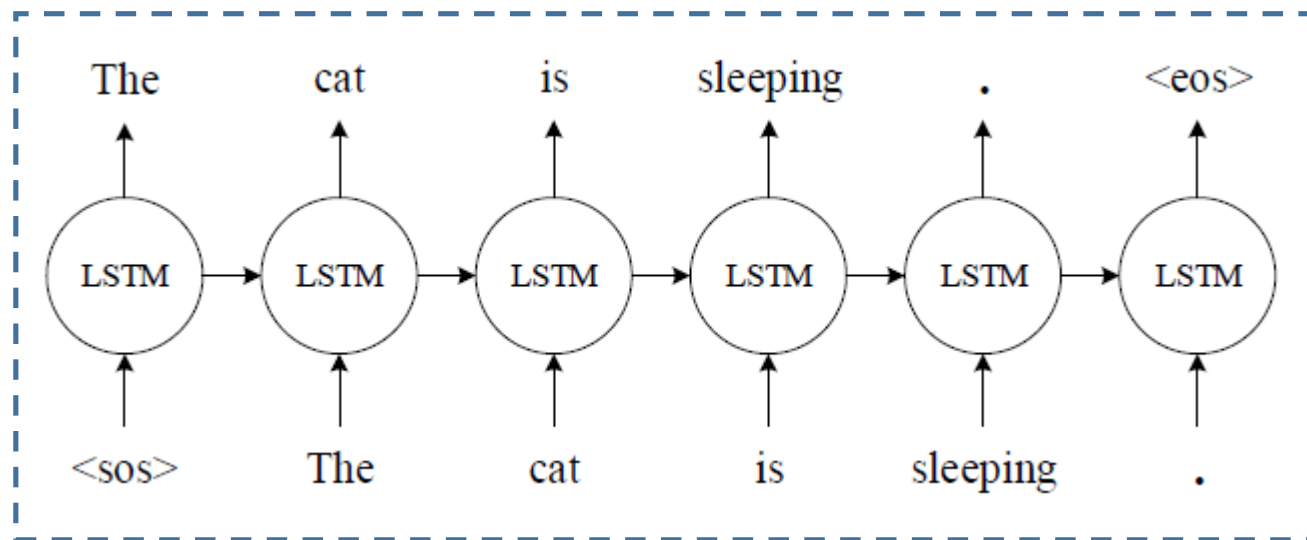 The cat is sleeping . <eos>
LSTM LSTM LSTM LSTM LSTM LSTM
<sos> The cat is sleeping .